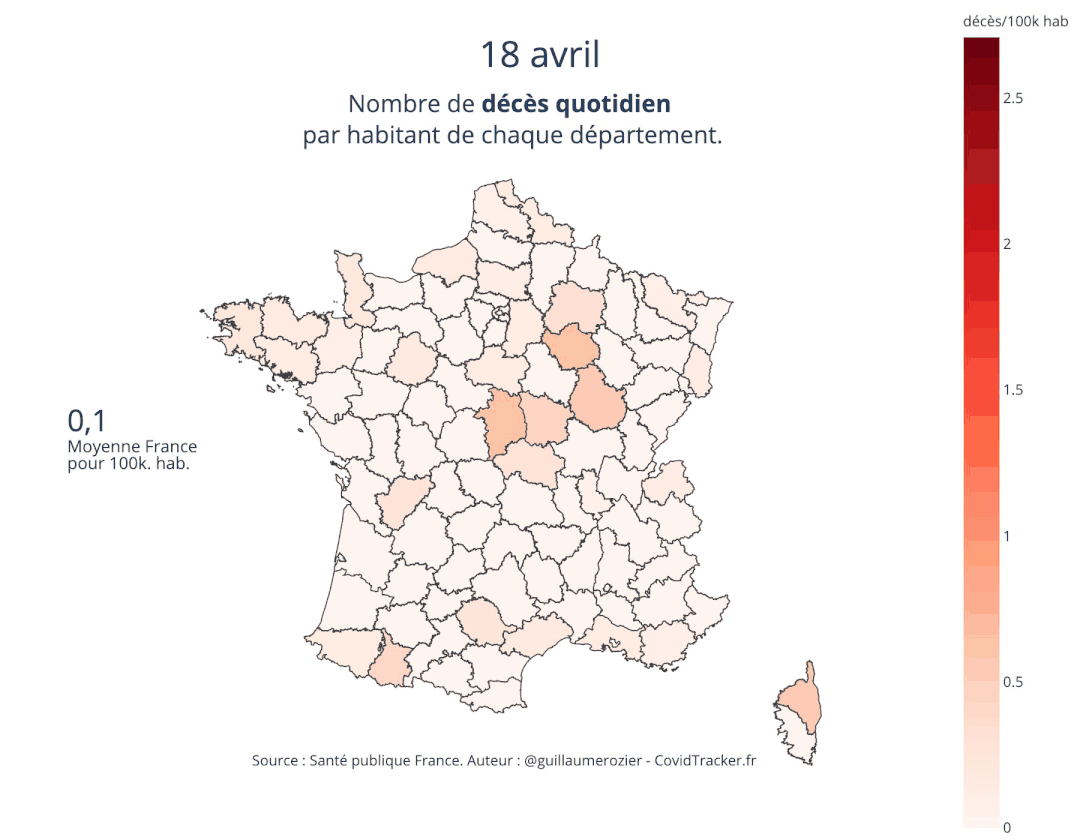 décès/100k hab
18 avril
Nombre de décès quotidien
par habitant de chaque département.
2.5
2
1.5
1
0.5
0
0,1
Moyenne France
pour 100k. hab.
Source : Santé publique France. Auteur : @guillaumerozier - CovidTracker.fr